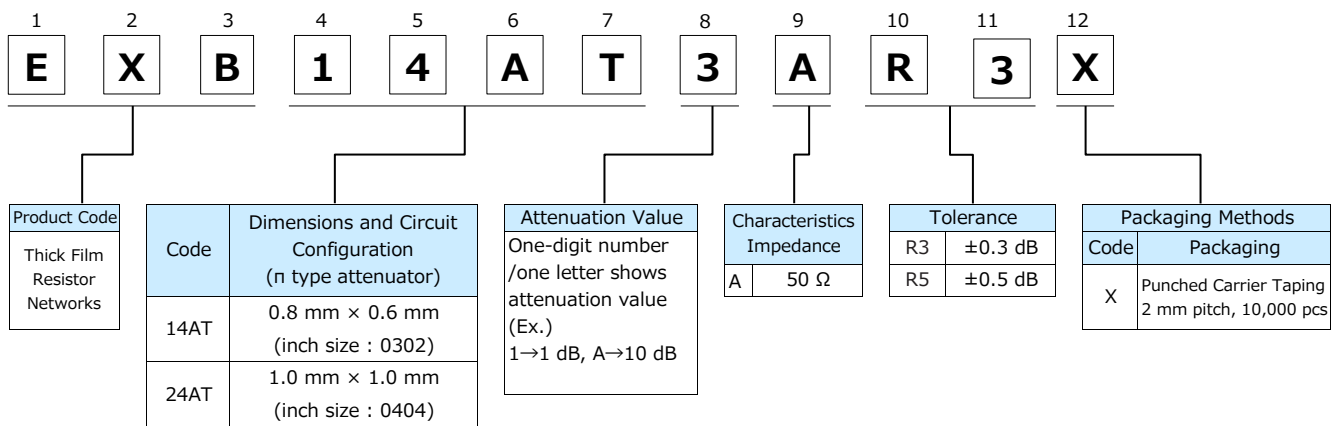 1 2 3 4 5 6 7 8 9 10 11 12
E X B 1 4 A T 3 A R 3 X
Product Code
Thick Film
Resistor
Networks
Code
Dimensions and Circuit
Configuration
(π type attenuator)
14AT
0.8 mm × 0.6 mm
(inch size : 0302)
24AT
1.0 mm × 1.0 mm
(inch size : 0404)
Attenuation Value
One-digit number
/one letter shows
attenuation value
(Ex.)
1→1 dB, A→10 dB
Characteristics
Impedance
A 50 Ω
Tolerance
R3 ±0.3 dB
R5 ±0.5 dB
Packaging Methods
Code Packaging
X
Punched Carrier Taping
2 mm pitch, 10,000 pcs